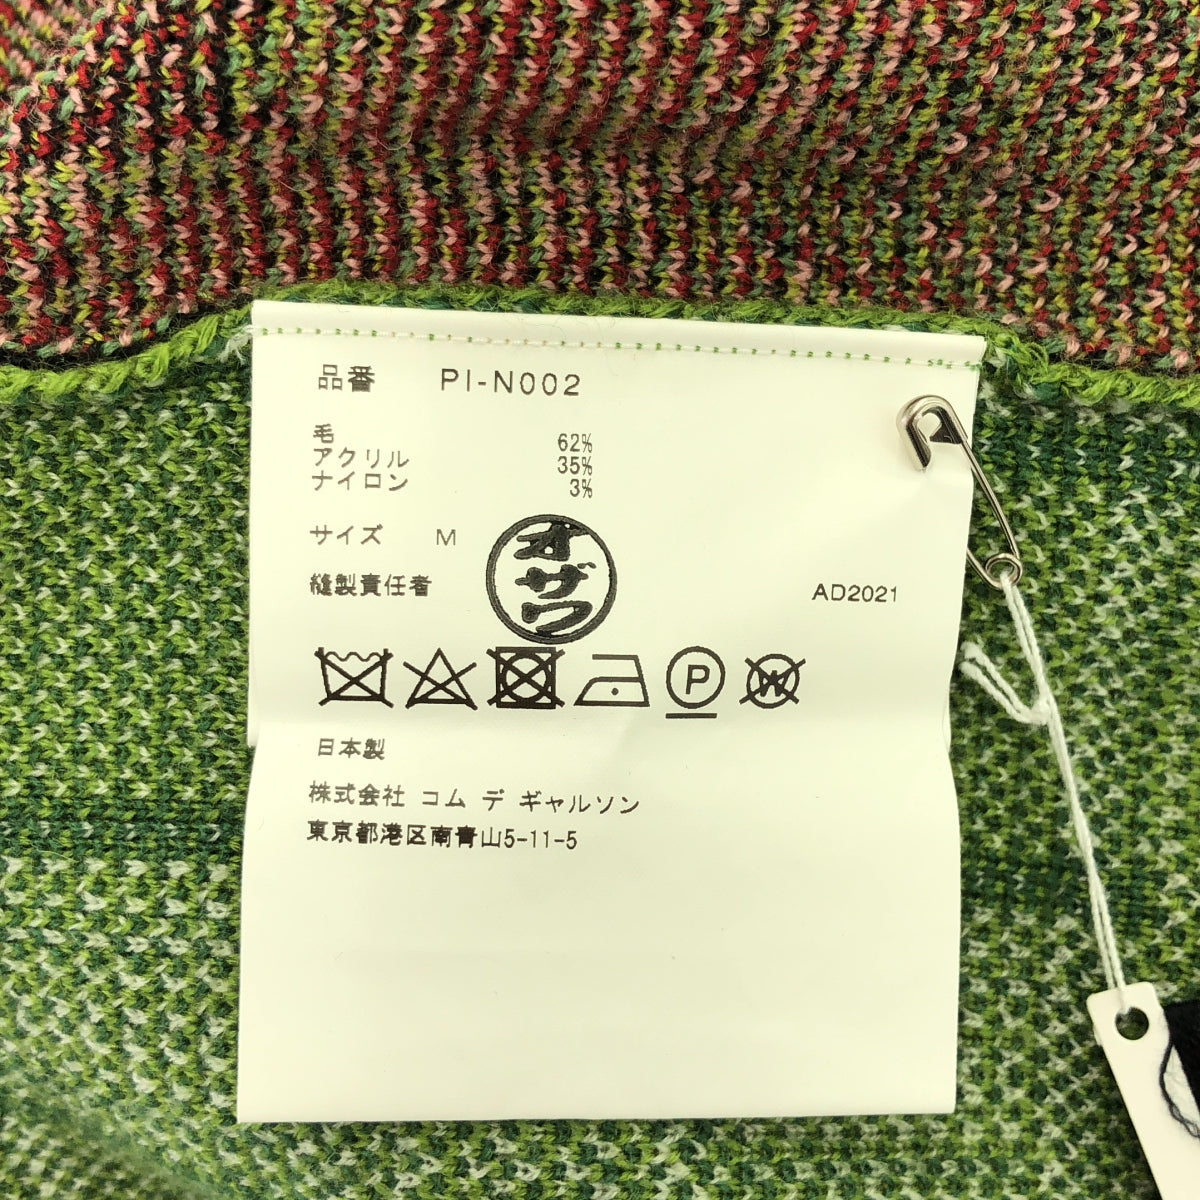 品番 PI-N002
毛 62%
アクリル 35%
ナイロン 3%
サイズ M
オザワ
縫製責任者
AD2021
P
W
日本製
株式会社 コム デ ギャルソン
東京都港区南青山5-11-5